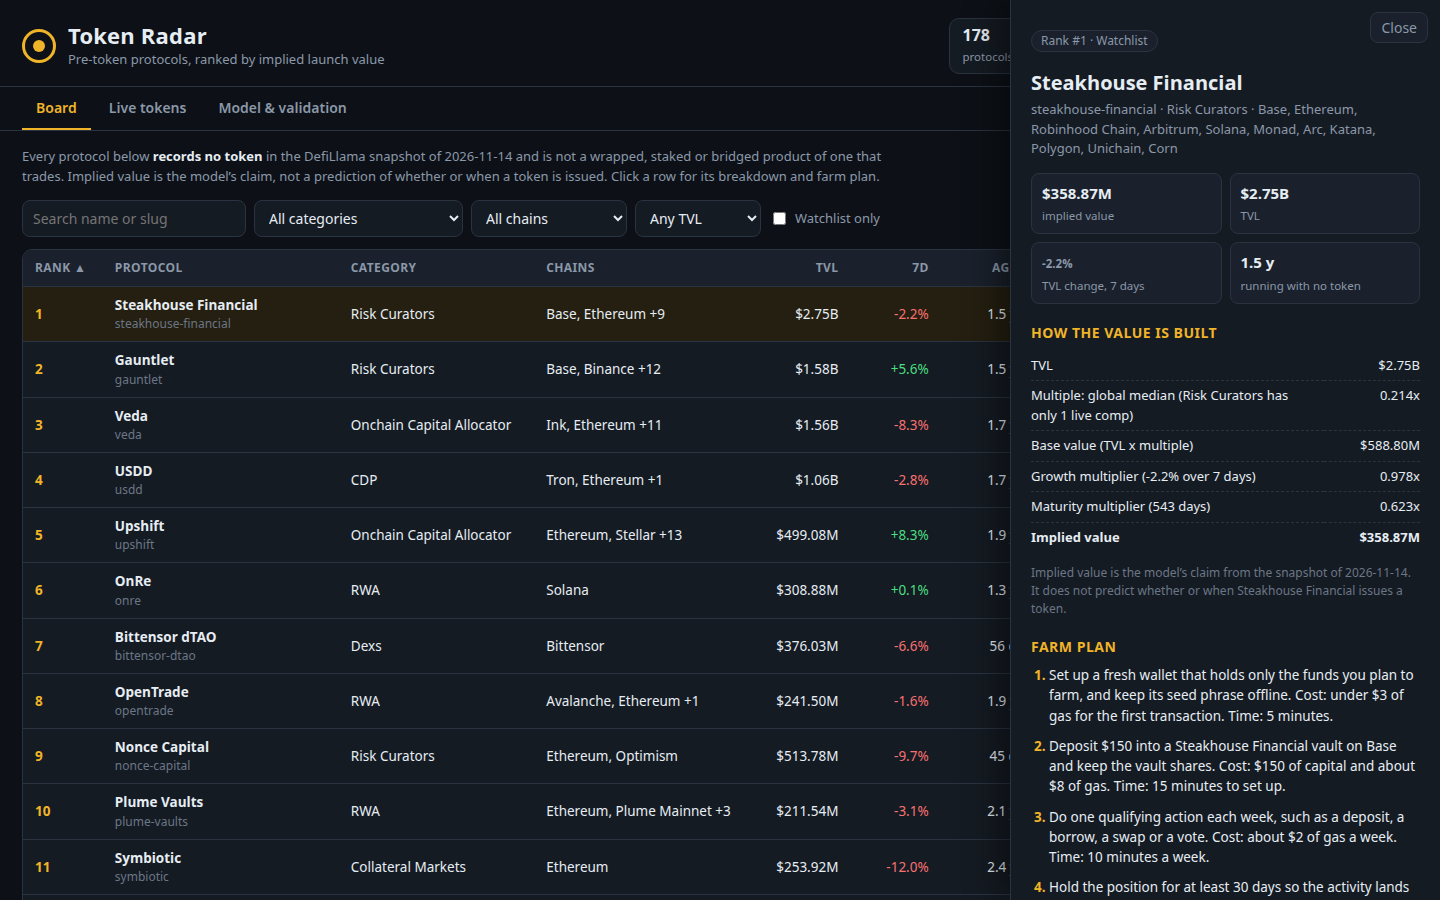 Token Radar
Pre-token protocols, ranked by implied launch value
178
protocols
Board
Live tokens
Model & validation
Every protocol below records no token in the DefiLlama snapshot of 2026-11-14 and is not a wrapped, staked or bridged product of one that
trades. Implied value is the model's claim, not a prediction of whether or when a token is issued. Click a row for its breakdown and farm plan.
Search name or slug
All categories
All chains
Any TVL
Watchlist only
RANK ▲ PROTOCOL CATEGORY CHAINS TVL 7D AG
1 Steakhouse Financial Risk Curators Base, Ethereum +9 $2.75B -2.2% 1.5
steakhouse-financial
2 Gauntlet Risk Curators Base, Binance +12 $1.58B +5.6% 1.5
gauntlet
3 Veda Onchain Capital Allocator Ink, Ethereum +11 $1.56B -8.3% 1.7
veda
4 USDD CDP Tron, Ethereum +1 $1.06B -2.8% 1.7
usdd
5 Upshift Onchain Capital Allocator Ethereum, Stellar +13 $499.08M +8.3% 1.9
upshift
6 OnRe RWA Solana $308.88M +0.1% 1.3
onre
7 Bittensor dTAO Dexs Bittensor $376.03M -6.6% 56
bittensor-dtao
8 OpenTrade RWA Avalanche, Ethereum +1 $241.50M -1.6% 1.9
opentrade
9 Nonce Capital Risk Curators Ethereum, Optimism $513.78M -9.7% 45
nonce-capital
10 Plume Vaults RWA Ethereum, Plume Mainnet +3 $211.54M -3.1% 2.1
plume-vaults
11 Symbiotic Collateral Markets Ethereum $253.92M -12.0% 2.4
symbiotic
Close
Rank #1 · Watchlist
Steakhouse Financial
steakhouse-financial · Risk Curators · Base, Ethereum,
Robinhood Chain, Arbitrum, Solana, Monad, Arc, Katana,
Polygon, Unichain, Corn
$358.87M
implied value
$2.75B
TVL
-2.2%
TVL change, 7 days
1.5 y
running with no token
HOW THE VALUE IS BUILT
TVL $2.75B
Multiple: global median (Risk Curators has 0.214x
only 1 live comp)
Base value (TVL x multiple) $588.80M
Growth multiplier (-2.2% over 7 days) 0.978x
Maturity multiplier (543 days) 0.623x
Implied value $358.87M
Implied value is the model's claim from the snapshot of 2026-11-14.
It does not predict whether or when Steakhouse Financial issues a
token.
FARM PLAN
1. Set up a fresh wallet that holds only the funds you plan to
farm, and keep its seed phrase offline. Cost: under $3 of
gas for the first transaction. Time: 5 minutes.
2. Deposit $150 into a Steakhouse Financial vault on Base
and keep the vault shares. Cost: $150 of capital and about
$8 of gas. Time: 15 minutes to set up.
3. Do one qualifying action each week, such as a deposit, a
borrow, a swap or a vote. Cost: about $2 of gas a week.
Time: 10 minutes a week.
4. Hold the position for at least 30 days so the activity lands